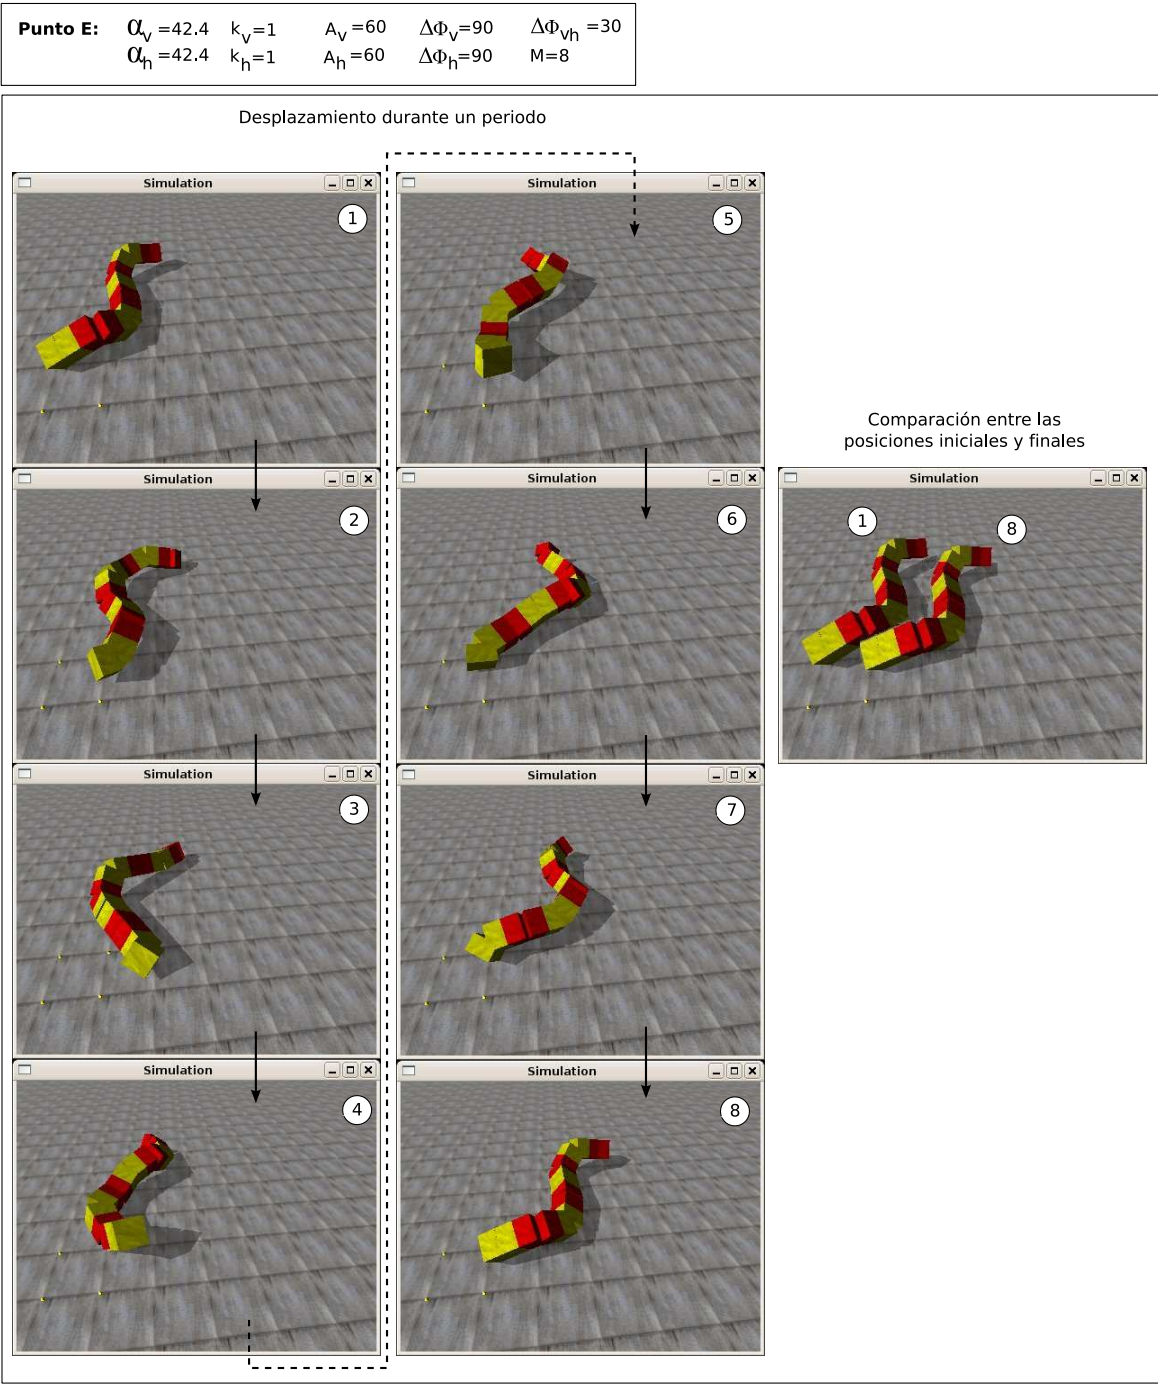 Punto E: αv =42.4 kv=1 Av=60 ΔΦv=90 ΔΦvh =30
αh =42.4 kh=1 Ah=60 ΔΦh=90 M=8
Desplazamiento durante un periodo
Simulation
1
Simulation
2
Simulation
3
Simulation
4
Simulation
5
Simulation
6
Simulation
7
Simulation
8
Comparación entre las
posiciones iniciales y finales
Simulation
1
8